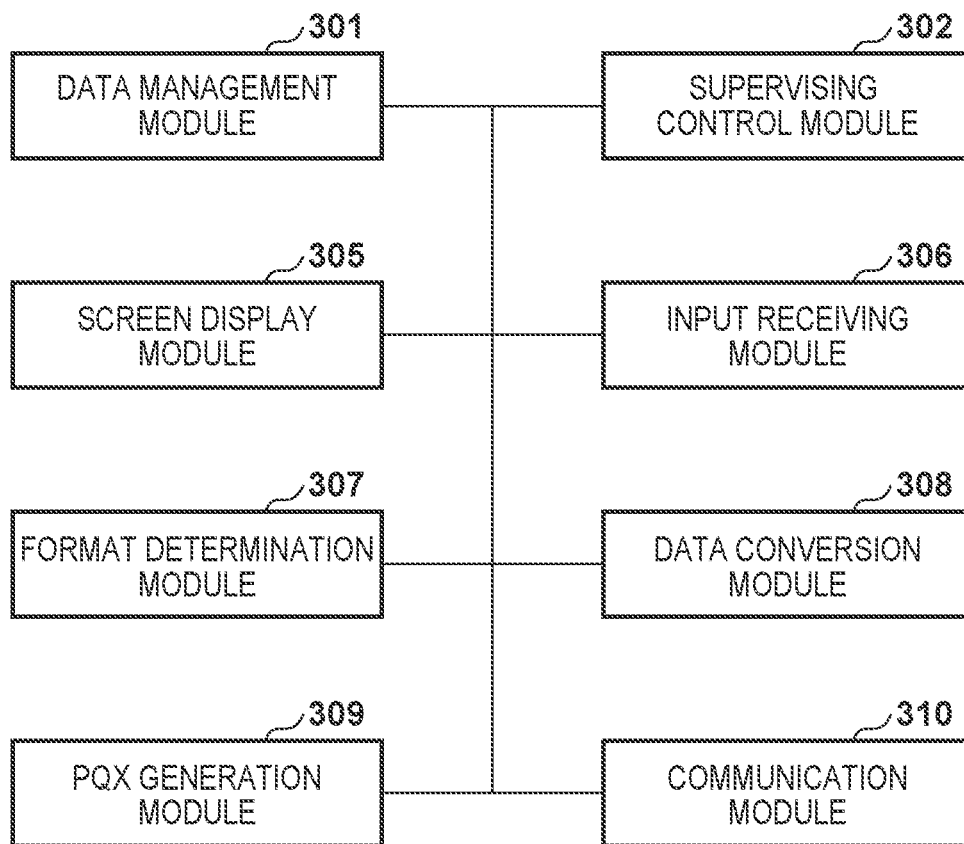 301
DATA MANAGEMENT
MODULE
302
SUPERVISING
CONTROL MODULE
305
SCREEN DISPLAY
MODULE
306
INPUT RECEIVING
MODULE
307
FORMAT DETERMINATION
MODULE
308
DATA CONVERSION
MODULE
309
PQX GENERATION
MODULE
310
COMMUNICATION
MODULE